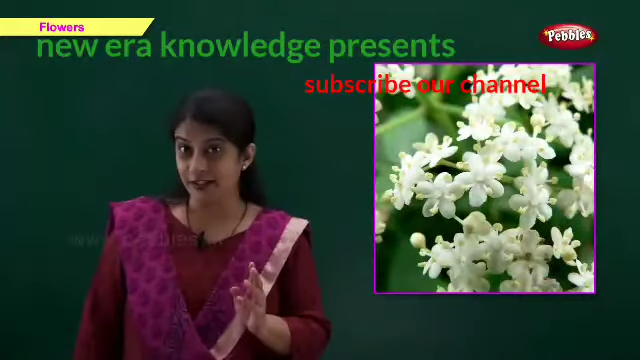 Flowers
new era knowledge presents
Pebbles
subscribe our channel